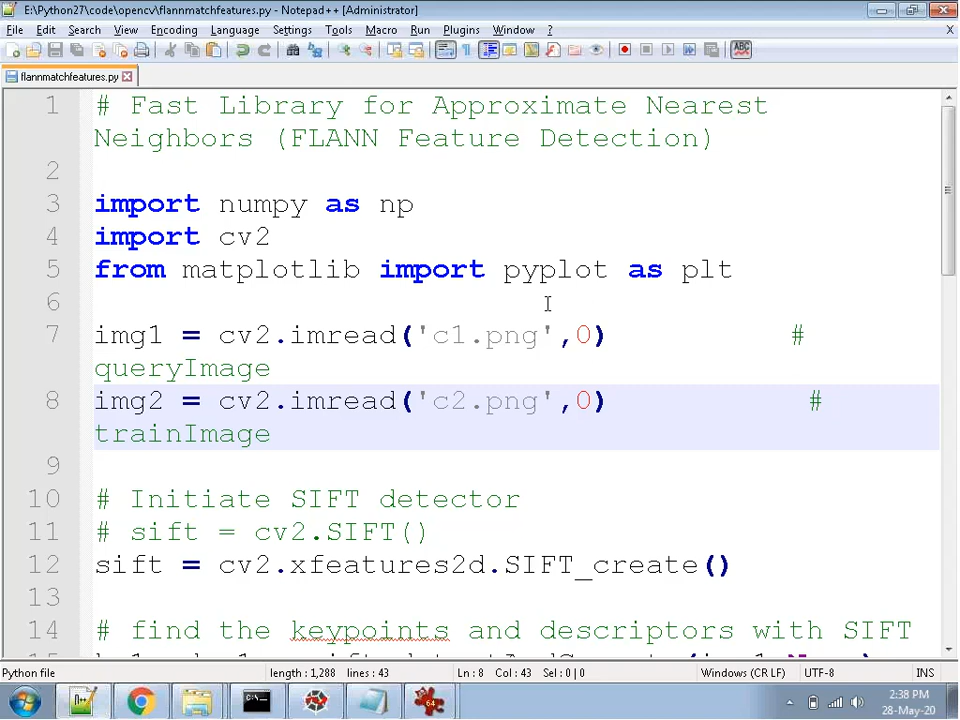 E:\Python27\code\opencv\flannmatchfeatures.py - Notepad++ [Administrator]
File Edit Search View Encoding Language Settings Tools Macro Run Plugins Window ? X
ABC
flannmatchfeatures.py
1 # Fast Library for Approximate Nearest
Neighbors (FLANN Feature Detection)
2
3 import numpy as np
4 import cv2
5 from matplotlib import pyplot as plt
6
7 img1 = cv2.imread('c1.png',0) #
queryImage
8 img2 = cv2.imread('c2.png',0) #
trainImage
9
10 # Initiate SIFT detector
11 # sift = cv2.SIFT()
12 sift = cv2.xfeatures2d.SIFT_create()
13
14 # find the keypoints and descriptors with SIFT
Python file length : 1,288 lines : 43 Ln : 8 Col : 43 Sel : 0 | 0 Windows (CR LF) UTF-8 INS
64
2:38 PM
28-May-20